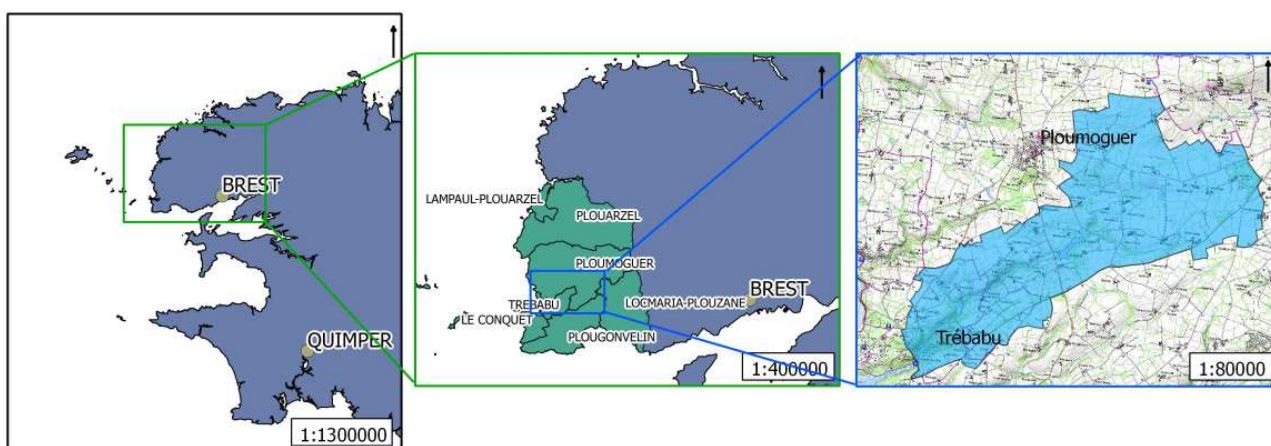 BREST
QUIMPER
1:1300000
LAMPAUL-PLOUARZEL
PLOUARZEL
PLOUMOGUER
TREBABU
LOCMARIA-PLOUZANE
BREST
LE CONQUET
PLOUGONVELIN
1:400000
Ploumoguer
Trébabu
1:80000